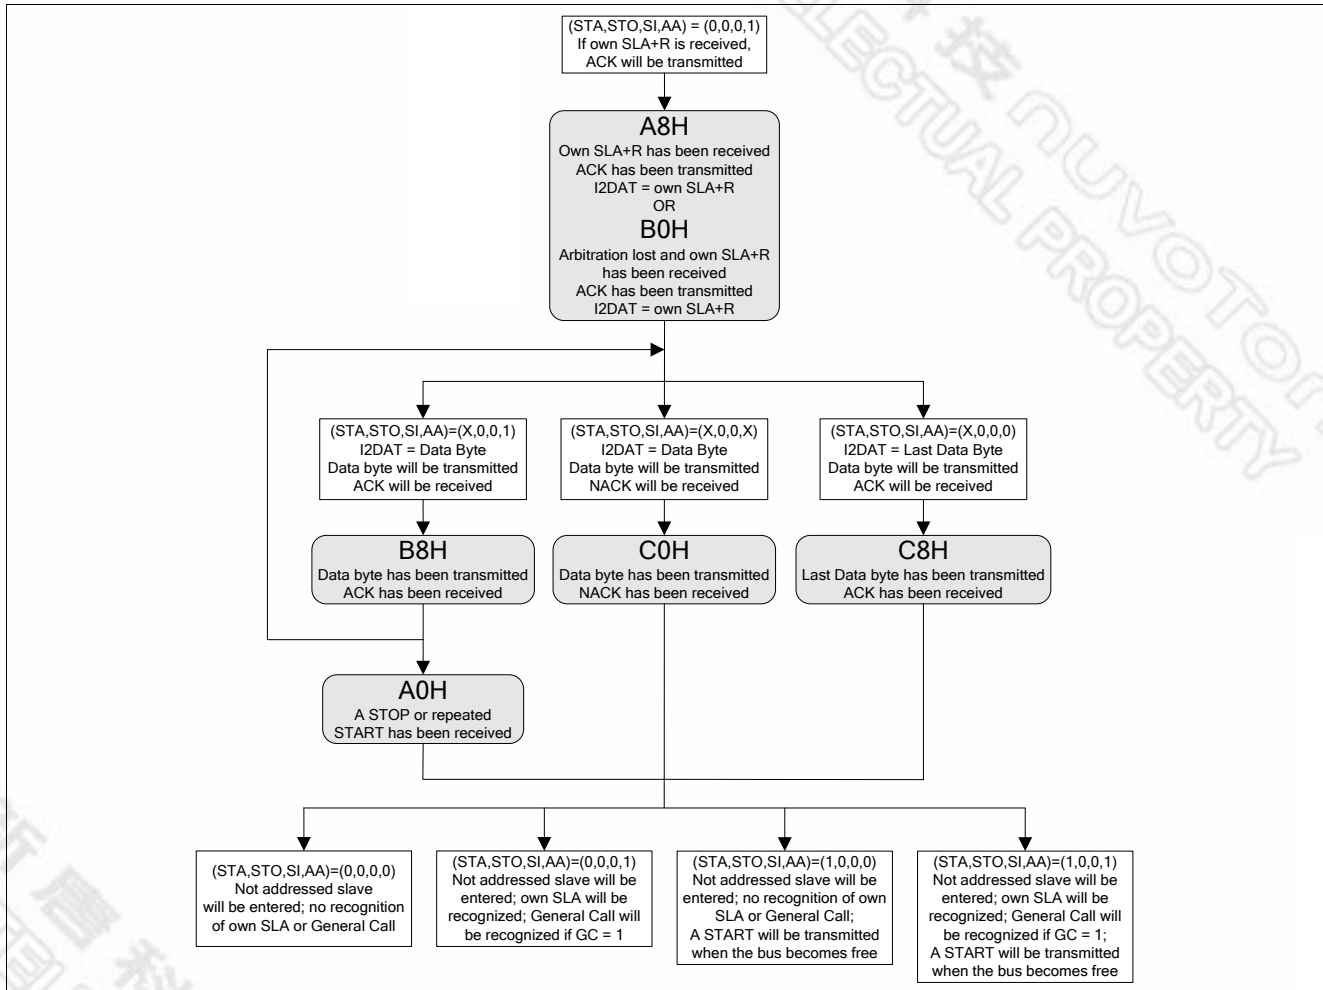 (STA,STO,SI,AA) = (0,0,0,1)
If own SLA+R is received,
ACK will be transmitted
A8H
Own SLA+R has been received
ACK has been transmitted
I2DAT = own SLA+R
OR
B0H
Arbitration lost and own SLA+R
has been received
ACK has been transmitted
I2DAT = own SLA+R
(STA,STO,SI,AA)=(X,0,0,1)
I2DAT = Data Byte
Data byte will be transmitted
ACK will be received
(STA,STO,SI,AA)=(X,0,0,X)
I2DAT = Data Byte
Data byte will be transmitted
NACK will be received
(STA,STO,SI,AA)=(X,0,0,0)
I2DAT = Last Data Byte
Data byte will be transmitted
ACK will be received
B8H
Data byte has been transmitted
ACK has been received
C0H
Data byte has been transmitted
NACK has been received
C8H
Last Data byte has been transmitted
ACK has been received
A0H
A STOP or repeated
START has been received
(STA,STO,SI,AA)=(0,0,0,0)
Not addressed slave
will be entered; no recognition
of own SLA or General Call
(STA,STO,SI,AA)=(0,0,0,1)
Not addressed slave will be
entered; own SLA will be
recognized; General Call will
be recognized if GC = 1
(STA,STO,SI,AA)=(1,0,0,0)
Not addressed slave will be
entered; no recognition of own
SLA or General Call;
A START will be transmitted
when the bus becomes free
(STA,STO,SI,AA)=(1,0,0,1)
Not addressed slave will be
entered; own SLA will be
recognized; General Call will
be recognized if GC = 1;
A START will be transmitted
when the bus becomes free
技 nuvoTon
PROPERTY